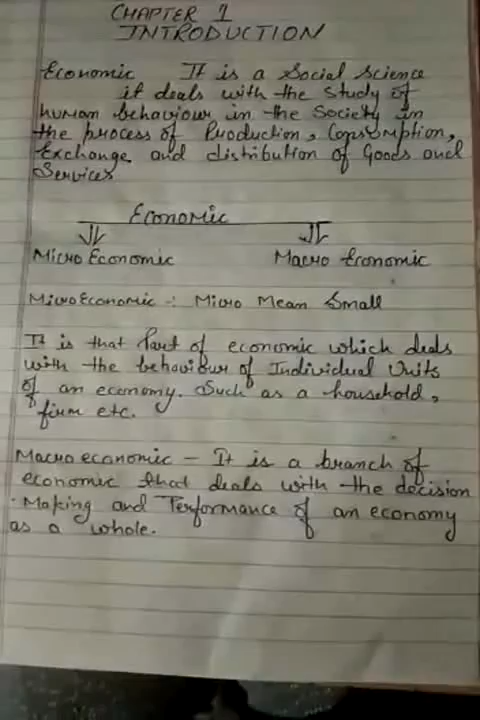 CHAPTER 1
INTRODUCTION
Economic It is a Social Science
it deals with the study of
human behaviour in the Society in
the process of Production, Consomption,
Exchange and distribution of Goods and
Services
Economic
Micro Economic Macro Economic
Micro Economic : Micro Mean Small
It is that Part of economic which deals
with the behaviour of Individual Units
of an economy. Such as a household,
firm etc.
Macro economic - It is a branch of
economic that deals with the decision
Making and Performance of an economy
as a whole.